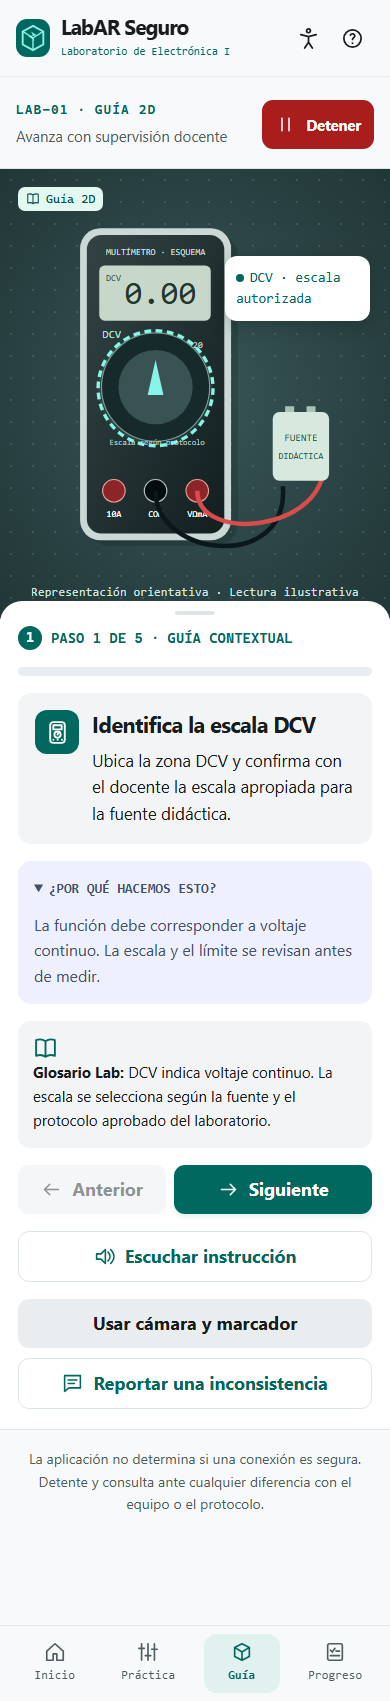 LabAR Seguro
Laboratorio de Electrónica I
LAB-01 · GUÍA 2D
Avanza con supervisión docente
Detener
Guía 2D
MULTÍMETRO · ESQUEMA
DCV
0.00
DCV
20
DCV · escala
autorizada
Escala según protocolo
FUENTE
DIDÁCTICA
10A
COM
VΩmA
Representación orientativa · Lectura ilustrativa
1 PASO 1 DE 5 · GUÍA CONTEXTUAL
Identifica la escala DCV
Ubica la zona DCV y confirma con
el docente la escala apropiada para
la fuente didáctica.
▼ ¿POR QUÉ HACEMOS ESTO?
La función debe corresponder a voltaje
continuo. La escala y el límite se revisan antes
de medir.
Glosario Lab: DCV indica voltaje continuo. La
escala se selecciona según la fuente y el
protocolo aprobado del laboratorio.
← Anterior
→ Siguiente
Escuchar instrucción
Usar cámara y marcador
Reportar una inconsistencia
La aplicación no determina si una conexión es segura.
Detente y consulta ante cualquier diferencia con el
equipo o el protocolo.
Inicio
Práctica
Guía
Progreso